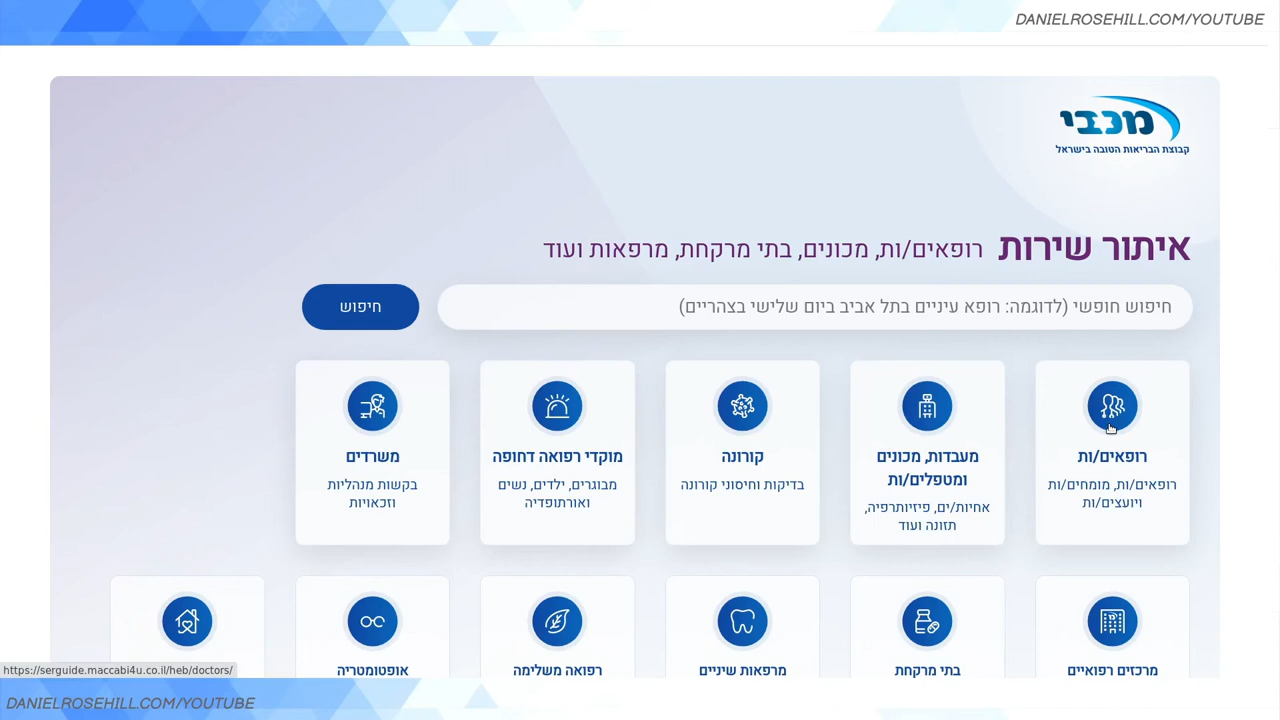 DANIELROSEHILL.COM/YOUTUBE
מכבי
קבוצת הבריאות הטובה בישראל
איתור שירות רופאים/ות, מכונים, בתי מרקחת, מרפאות ועוד
חיפוש חופשי (לדוגמה: רופא עיניים בתל אביב ביום שלישי בצהריים)
חיפוש
רופאים/ות
רופאים/ות, מומחים/ות
ויועצים/ות
מעבדות, מכונים
ומטפלים/ות
אחיות/ים, פיזיותרפיה,
תזונה ועוד
קורונה
בדיקות וחיסוני קורונה
מוקדי רפואה דחופה
מבוגרים, ילדים, נשים
ואורתופדיה
משרדים
בקשות מנהליות
וזכאויות
מרכזים רפואיים
בתי מרקחת
מרפאות שיניים
רפואה משלימה
אופטומטריה
https://serguide.maccabi4u.co.il/heb/doctors/
DANIELROSEHILL.COM/YOUTUBE